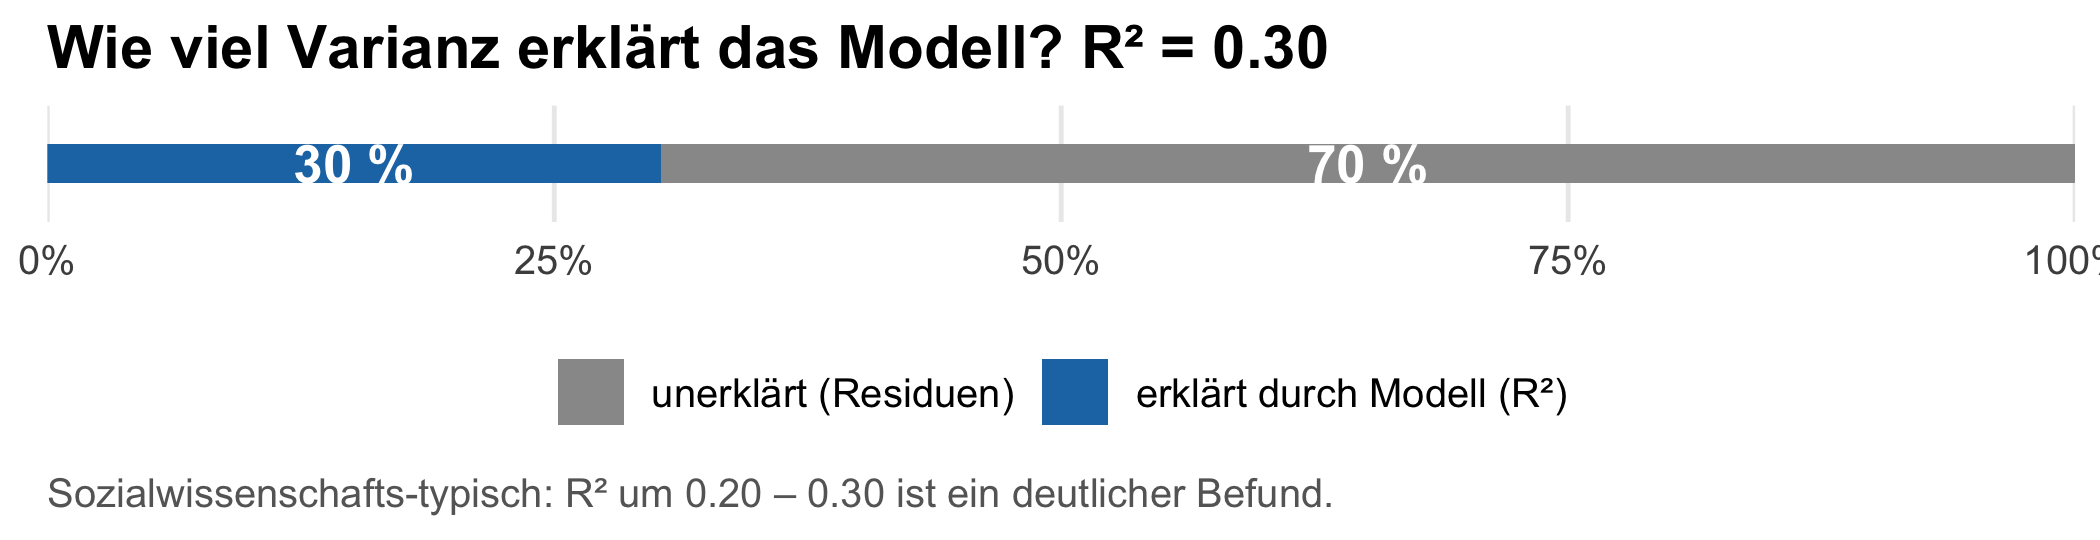 Wie viel Varianz erklärt das Modell? R² = 0.30
30 % 70 %
0% 25% 50% 75% 100%
unerklärt (Residuen) erklärt durch Modell (R²)
Sozialwissenschafts-typisch: R² um 0.20 – 0.30 ist ein deutlicher Befund.